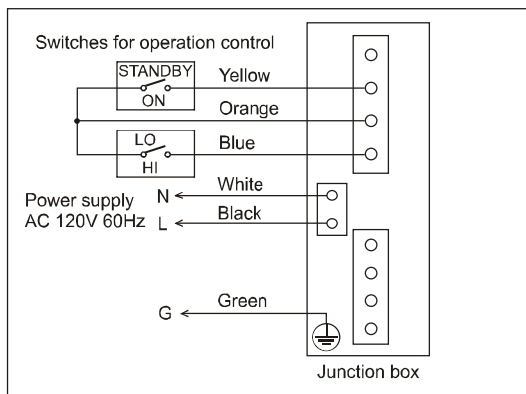 Switches for operation control
STANDBY
ON
Yellow
Orange
LO
HI
Blue
Power supply
AC 120V 60Hz
N
White
L
Black
G
Green
Junction box